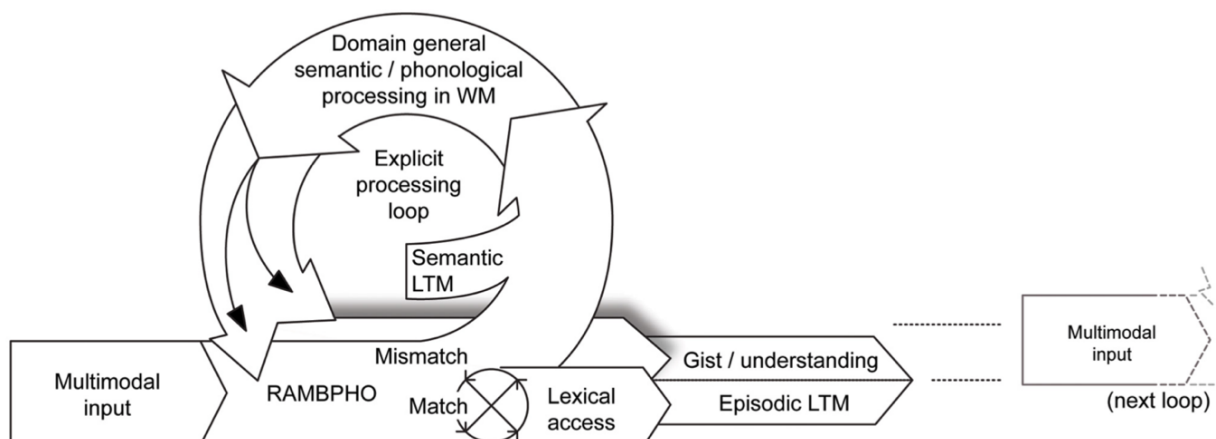 Domain general
semantic / phonological
processing in WM
Explicit
processing
loop
Semantic
LTM
Multimodal
input
RAMBPHO
Mismatch
Match
Lexical
access
Gist / understanding
Episodic LTM
Multimodal
input
(next loop)